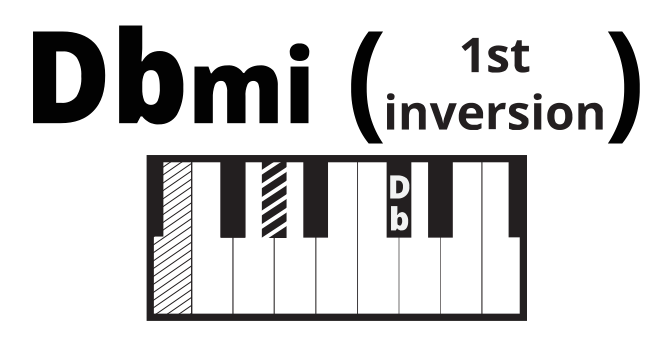 Dbmi (1st
inversion)
D
b